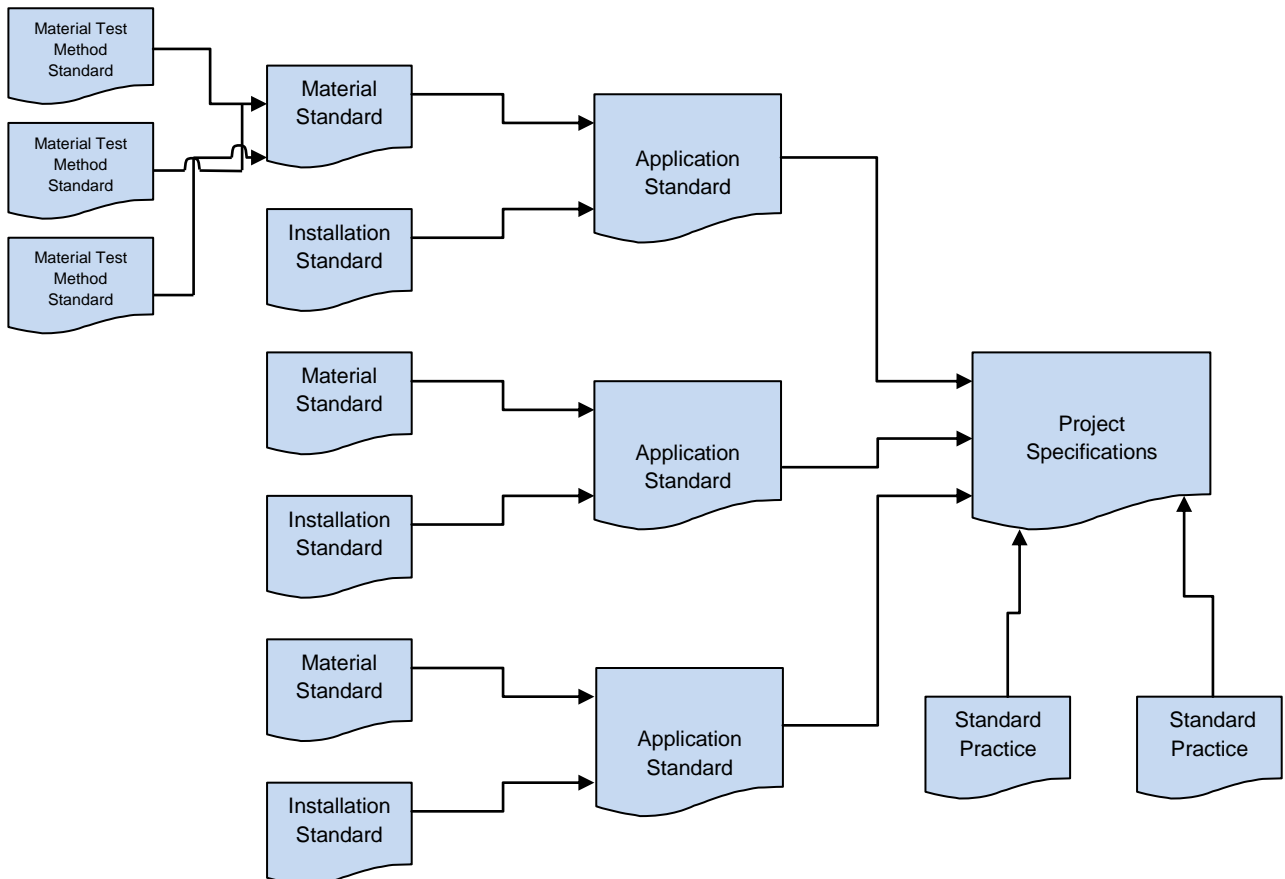 Material Test
Method
Standard
Material Test
Method
Standard
Material Test
Method
Standard
Material
Standard
Installation
Standard
Application
Standard
Material
Standard
Installation
Standard
Application
Standard
Material
Standard
Installation
Standard
Application
Standard
Project
Specifications
Standard
Practice
Standard
Practice